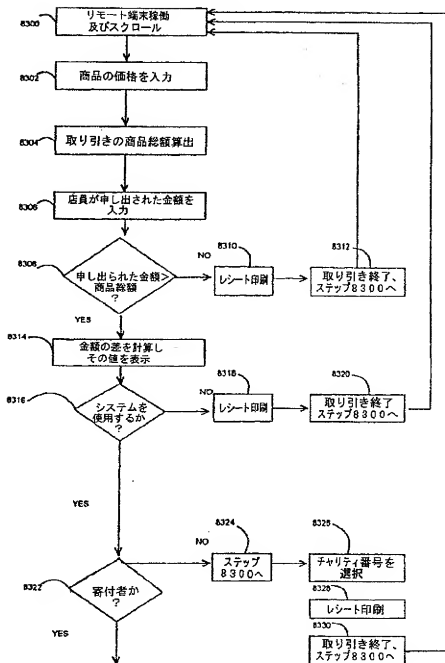 8300
リモート端末稼働
及びスクロール
8302
商品の価格を入力
8304
取り引きの商品総額算出
8306
店員が申し出された金額を
入力
8308
申し出られた金額>
商品総額
?
NO
8310
レシート印刷
8312
取り引き終了、
ステップ8300へ
YES
8314
金額の差を計算し
その値を表示
8316
システムを
使用するか
?
NO
8318
レシート印刷
8320
取り引き終了
ステップ8300へ
YES
8322
寄付者か
?
NO
8324
ステップ
8300へ
8326
チャリティ番号を
選択
8328
レシート印刷
8330
取り引き終了、
ステップ8300へ
YES